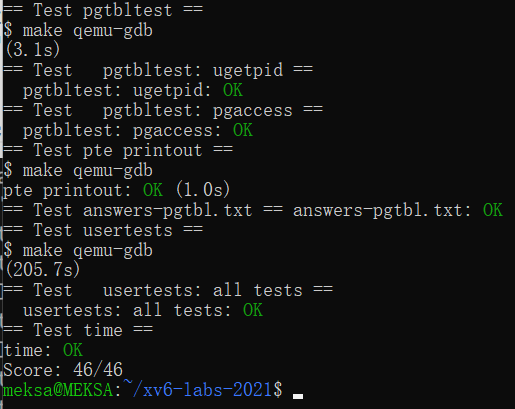 == Test pgtbltest ==
$ make qemu-gdb
(3.1s)
== Test   pgtbltest: ugetpid ==
  pgtbltest: ugetpid: OK
== Test   pgtbltest: pgaccess ==
  pgtbltest: pgaccess: OK
== Test pte printout ==
$ make qemu-gdb
pte printout: OK (1.0s)
== Test answers-pgtbl.txt == answers-pgtbl.txt: OK
== Test usertests ==
$ make qemu-gdb
(205.7s)
== Test   usertests: all tests ==
  usertests: all tests: OK
== Test time ==
time: OK
Score: 46/46
meksa@MEKSA:~/xv6-labs-2021$